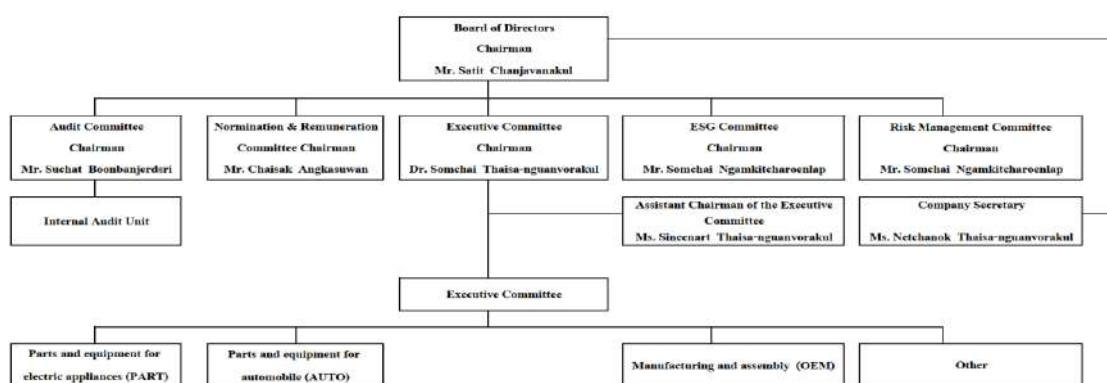 Board of Directors
Chairman
Mr. Satit Chanjavanakul
Audit Committee
Chairman
Mr. Suchat Boonbanjerdsri
Normination & Remuneration
Committee Chairman
Mr. Chaisak Angkasuwan
Executive Committee
Chairman
Dr. Somchai Thaisa-nguanvorakul
ESG Committee
Chairman
Mr. Somchai Ngamkitcharoenlap
Risk Management Committee
Chairman
Mr. Somchai Ngamkitcharoenlap
Internal Audit Unit
Assistant Chairman of the Executive
Committee
Ms. Sineenart Thaisa-nguanvorakul
Company Secretary
Ms. Netchanok Thaisa-nguanvorakul
Executive Committee
Parts and equipment for
electric appliances (PART)
Parts and equipment for
automobile (AUTO)
Manufacturing and assembly (OEM)
Other